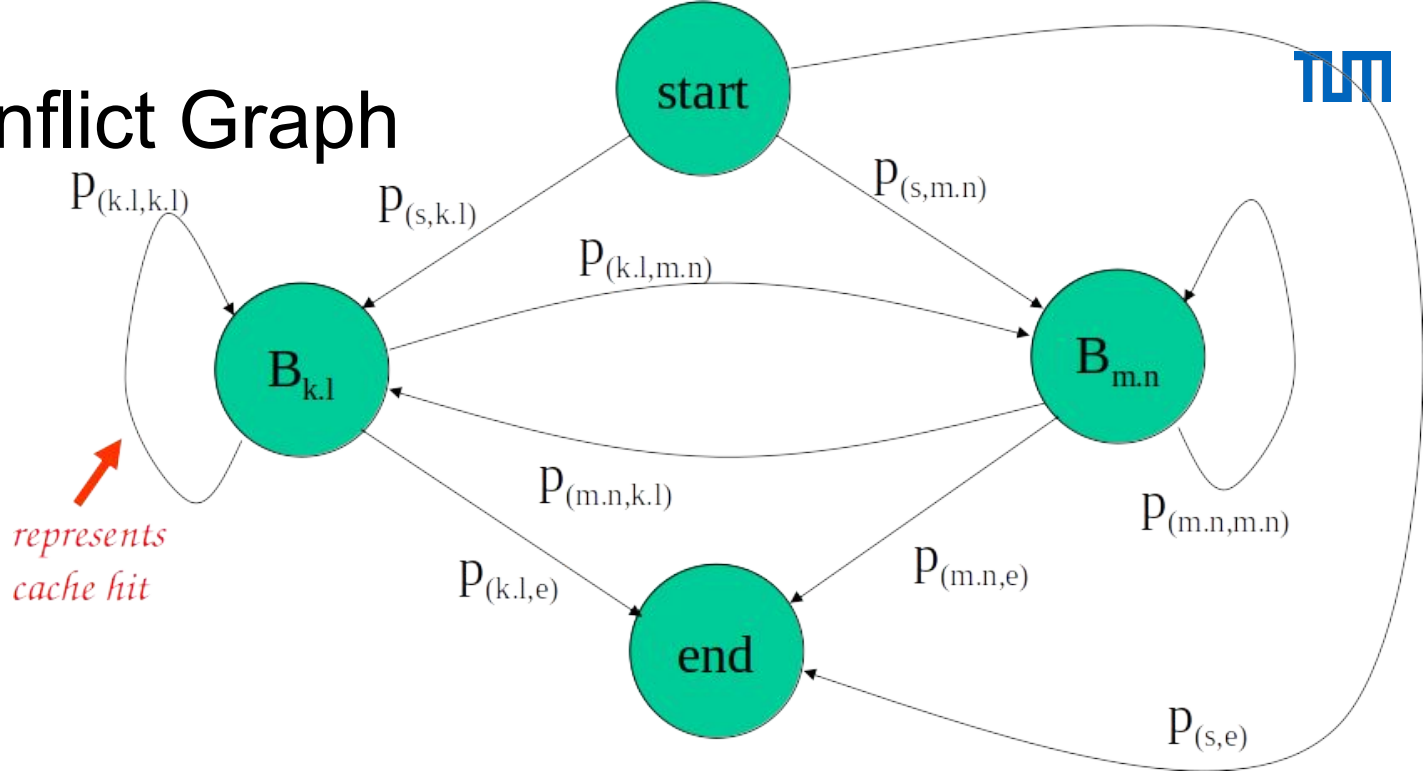 nflict Graph
TUM
start
p(k.l,k.l)
p(s,k.l)
p(s,m.n)
p(k.l,m.n)
Bk.l
Bm.n
p(m.n,k.l)
p(m.n,m.n)
represents
cache hit
p(k.l,e)
p(m.n,e)
end
p(s,e)